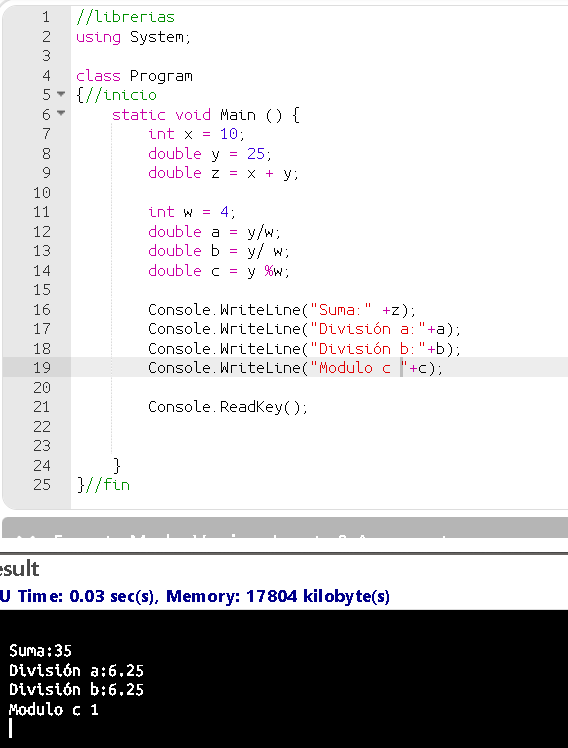 1 //librerias
2 using System;
3
4 class Program
5 {//inicio
6 static void Main () {
7 int x = 10;
8 double y = 25;
9 double z = x + y;
10
11 int w = 4;
12 double a = y/w;
13 double b = y/ w;
14 double c = y %w;
15
16 Console.WriteLine("Suma:" +z);
17 Console.WriteLine("División a:"+a);
18 Console.WriteLine("División b:"+b);
19 Console.WriteLine("Modulo c "+c);
20
21 Console.ReadKey();
22
23
24 }
25 }//fin
esult
U Time: 0.03 sec(s), Memory: 17804 kilobyte(s)
Suma:35
División a:6.25
División b:6.25
Modulo c 1